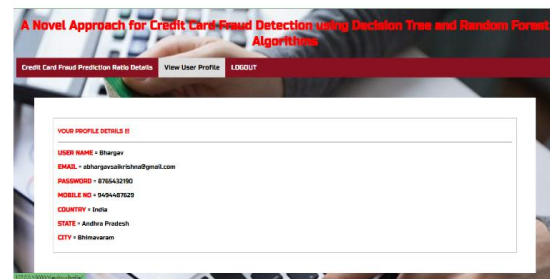 A Novel Approach for Credit Card Fraud Detection using Decision Tree and Random Forest
Algorithms
Credit Card Fraud Prediction Ratio Details View User Profile LOGOUT
YOUR PROFILE DETAILS !!!
USER NAME = Bhargav
EMAIL = abhargavsaikrishna@gmail.com
PASSWORD = 8765432190
MOBILE NO = 9494487629
COUNTRY = India
STATE = Andhra Pradesh
CITY = Bhimavaram